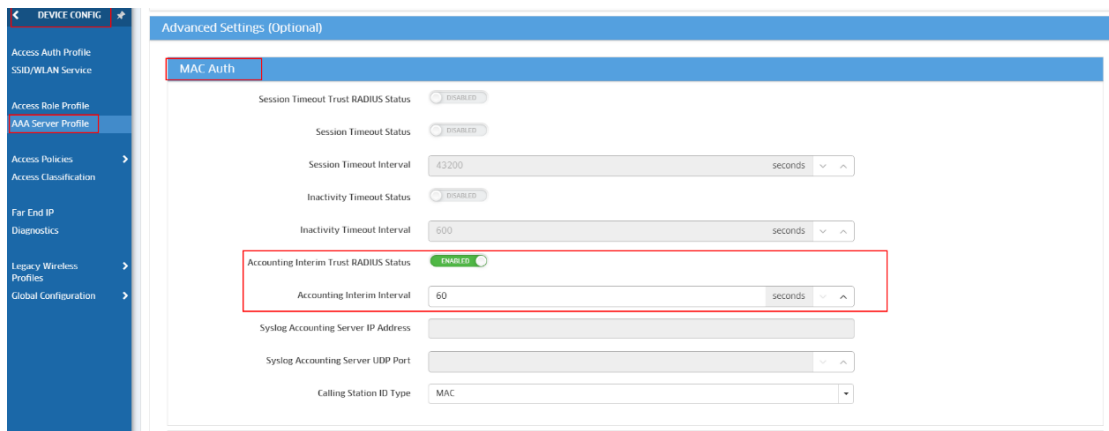 DEVICE CONFIG
Access Auth Profile
SSID/WLAN Service
Access Role Profile
AAA Server Profile
Access Policies
Access Classification
Far End IP
Diagnostics
Legacy Wireless
Profiles
Global Configuration
Advanced Settings (Optional)
MAC Auth
Session Timeout Trust RADIUS Status DISABLED
Session Timeout Status DISABLED
Session Timeout Interval 43200 seconds
Inactivity Timeout Status DISABLED
Inactivity Timeout Interval 600 seconds
Accounting Interim Trust RADIUS Status ENABLED
Accounting Interim Interval 60 seconds
Syslog Accounting Server IP Address
Syslog Accounting Server UDP Port
Calling Station ID Type MAC